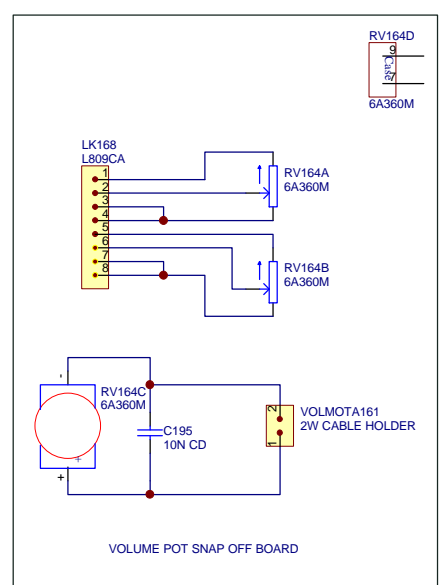 RV164D
9
Case
7
6A360M
LK168
L809CA
1
2
3
4
5
6
7
8
RV164A
6A360M
RV164B
6A360M
-
RV164C
6A360M
+
+
C195
10N CD
2
1
VOLMOTA161
2W CABLE HOLDER
VOLUME POT SNAP OFF BOARD